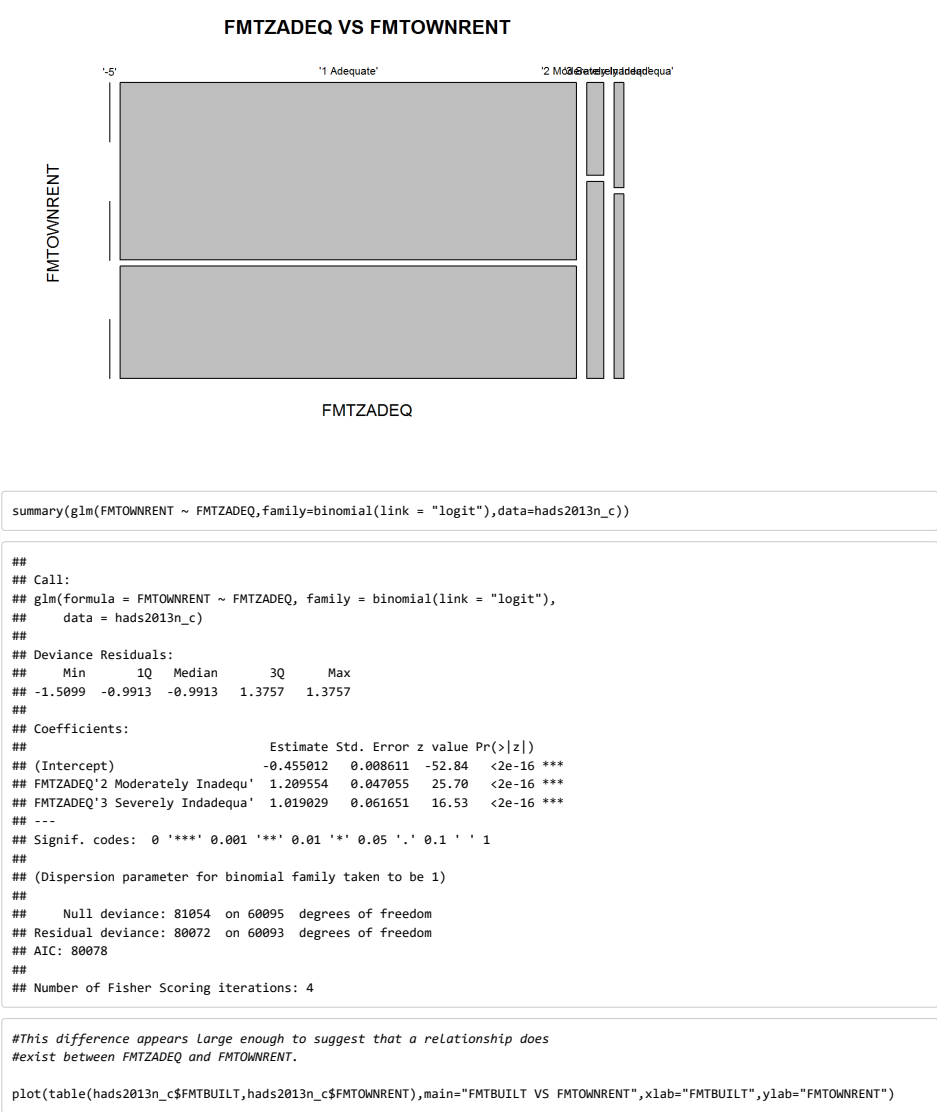 FMTZADEQ VS FMTOWNRENT
'-5' '1 Adequate' '2 Moderately Inadequ' '3 Severely Indadequa'
FMTOWNRENT
FMTZADEQ
summary(glm(FMTOWNRENT ~ FMTZADEQ,family=binomial(link = "logit"),data=hads2013n_c))
##
## Call:
## glm(formula = FMTOWNRENT ~ FMTZADEQ, family = binomial(link = "logit"),
##     data = hads2013n_c)
##
## Deviance Residuals:
##     Min       1Q   Median       3Q      Max
## -1.5099  -0.9913  -0.9913   1.3757   1.3757
##
## Coefficients:
##                                Estimate Std. Error z value Pr(>|z|)
## (Intercept)                   -0.455012   0.008611  -52.84   <2e-16 ***
## FMTZADEQ'2 Moderately Inadequ' 1.209554   0.047055   25.70   <2e-16 ***
## FMTZADEQ'3 Severely Indadequa' 1.019029   0.061651   16.53   <2e-16 ***
## ---
## Signif. codes:  0 '***' 0.001 '**' 0.01 '*' 0.05 '.' 0.1 ' ' 1
##
## (Dispersion parameter for binomial family taken to be 1)
##
##     Null deviance: 81054  on 60095  degrees of freedom
## Residual deviance: 80072  on 60093  degrees of freedom
## AIC: 80078
##
## Number of Fisher Scoring iterations: 4
#This difference appears large enough to suggest that a relationship does
#exist between FMTZADEQ and FMTOWNRENT.
plot(table(hads2013n_c$FMTBUILT,hads2013n_c$FMTOWNRENT),main="FMTBUILT VS FMTOWNRENT",xlab="FMTBUILT",ylab="FMTOWNRENT")